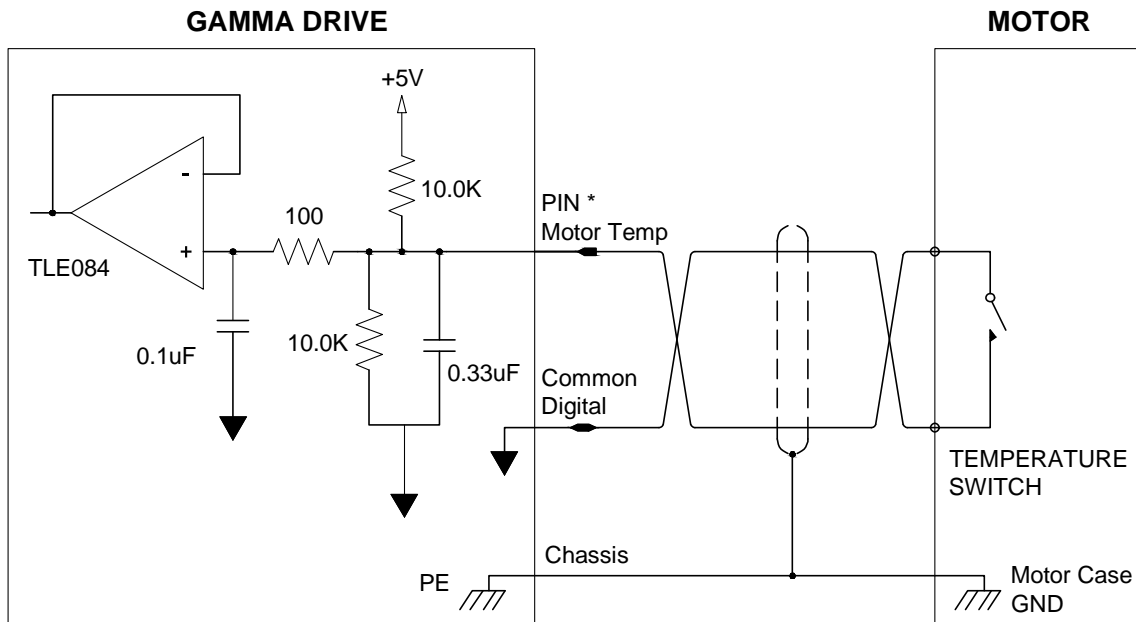 GAMMA DRIVE
MOTOR
+5V
-
10.0K
PIN *
Motor Temp
100
+
TLE084
0.1uF
10.0K
0.33uF
Common
Digital
TEMPERATURE
SWITCH
Chassis
PE
Motor Case
GND